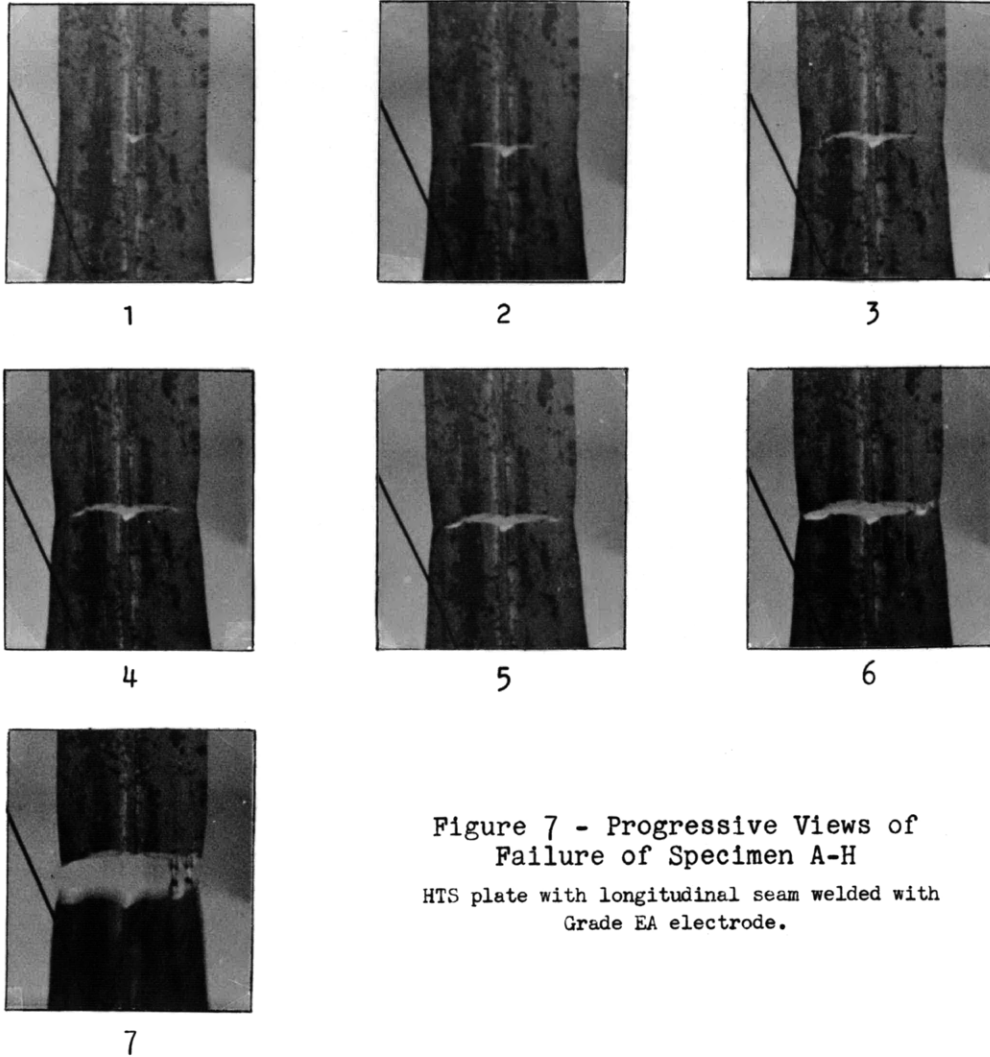 1
2
3
4
5
6
7
Figure 7 - Progressive Views of
Failure of Specimen A-H
HTS plate with longitudinal seam welded with
Grade EA electrode.